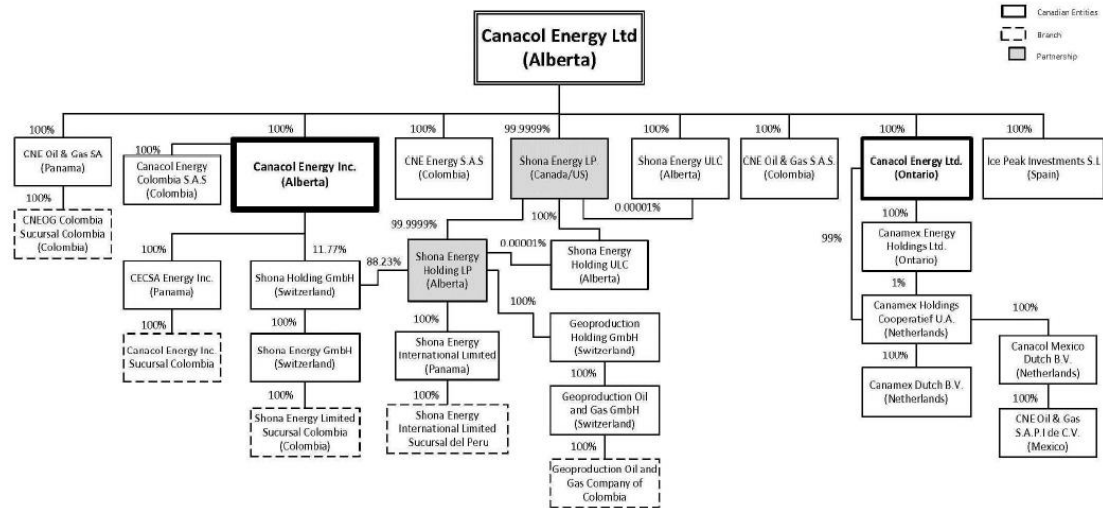 Canadian Entities
Branch
Partnership
Canacol Energy Ltd
(Alberta)
100%
100%
100%
99.9999%
100%
100%
100%
100%
CNE Oil & Gas SA
(Panama)
100%
Canacol Energy
Colombia S.A.S
(Colombia)
Canacol Energy Inc.
(Alberta)
CNE Energy S.A.S
(Colombia)
Shona Energy LP
(Canada/US)
Shona Energy ULC
(Alberta)
CNE Oil & Gas S.A.S.
(Colombia)
Canacol Energy Ltd.
(Ontario)
Ice Peak Investments S.L
(Spain)
100%
CNEOG Colombia
Sucursal Colombia
(Colombia)
0.00001%
99.9999%
100%
0.00001%
100%
99%
Canamex Energy
Holdings Ltd.
(Ontario)
100%
11.77%
88.23%
CECSA Energy Inc.
(Panama)
Shona Holding GmbH
(Switzerland)
Shona Energy
Holding LP
(Alberta)
Shona Energy
Holding ULC
(Alberta)
1%
100%
Canamex Holdings
Cooperatief U.A.
(Netherlands)
100%
100%
100%
100%
Canacol Energy Inc.
Sucursal Colombia
Shona Energy GmbH
(Switzerland)
Shona Energy
International Limited
(Panama)
Geoproduction
Holding GmbH
(Switzerland)
100%
Canacol Mexico
Dutch B.V.
(Netherlands)
100%
100%
100%
Canamex Dutch B.V.
(Netherlands)
100%
Shona Energy Limited
Sucursal Colombia
(Colombia)
Shona Energy
International Limited
Sucursal del Peru
Geoproduction Oil
and Gas GmbH
(Switzerland)
CNE Oil & Gas
S.A.P.I de C.V.
(Mexico)
100%
Geoproduction Oil and
Gas Company of
Colombia